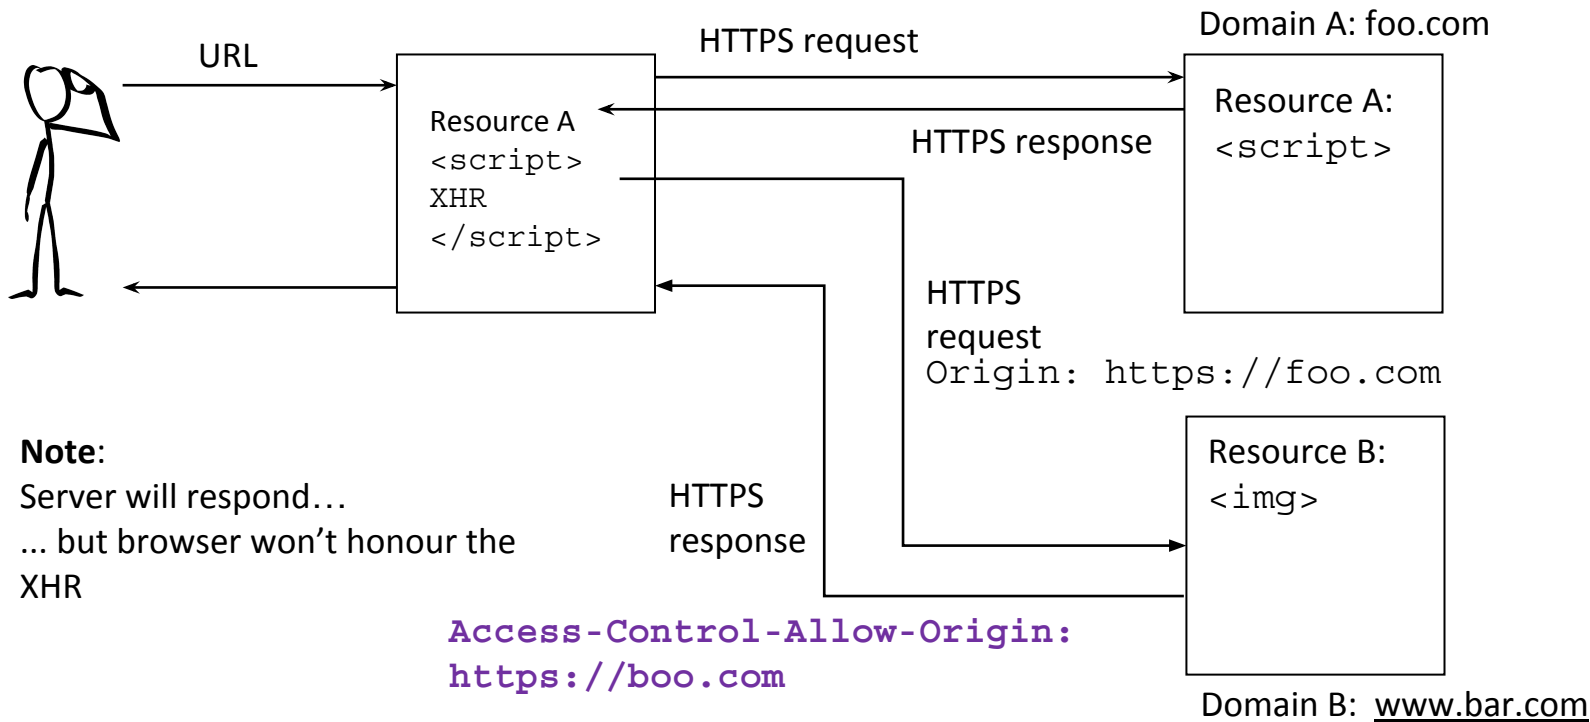 URL
HTTPS request
Domain A: foo.com
Resource A
<script>
XHR
</script>
HTTPS response
Resource A:
<script>
HTTPS
request
Origin: https://foo.com
Note:
Server will respond…
... but browser won’t honour the
XHR
HTTPS
response
Resource B:
<img>
Access-Control-Allow-Origin:
https://boo.com
Domain B: www.bar.com